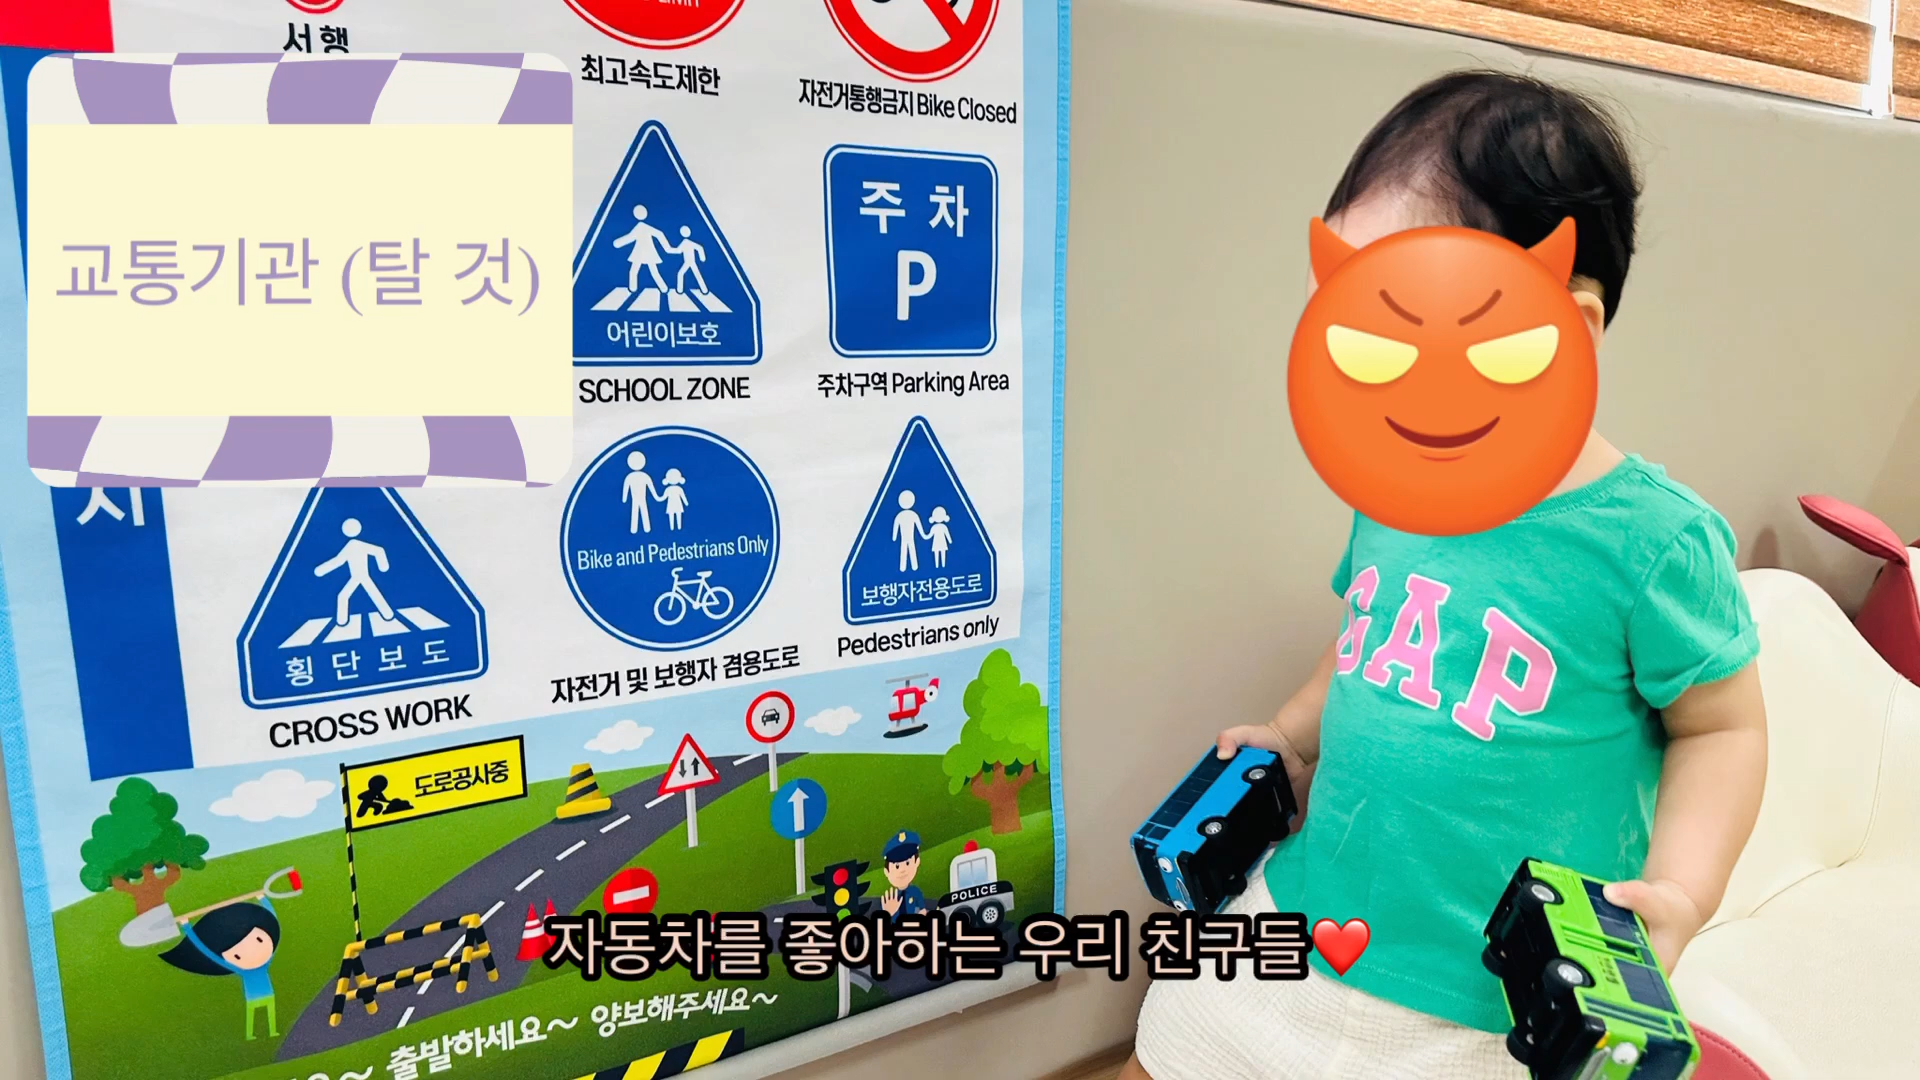 서 행
최고속도제한
자전거통행금지 Bike Closed
교통기관 (탈 것)
어린이보호
SCHOOL ZONE
주 차
P
주차구역 Parking Area
횡 단 보 도
CROSS WORK
Bike and Pedestrians Only
자전거 및 보행자 겸용도로
보행자전용도로
Pedestrians only
GAP
도로공사중
POLICE
자동차를 좋아하는 우리 친구들❤️
출발하세요~ 양보해주세요~